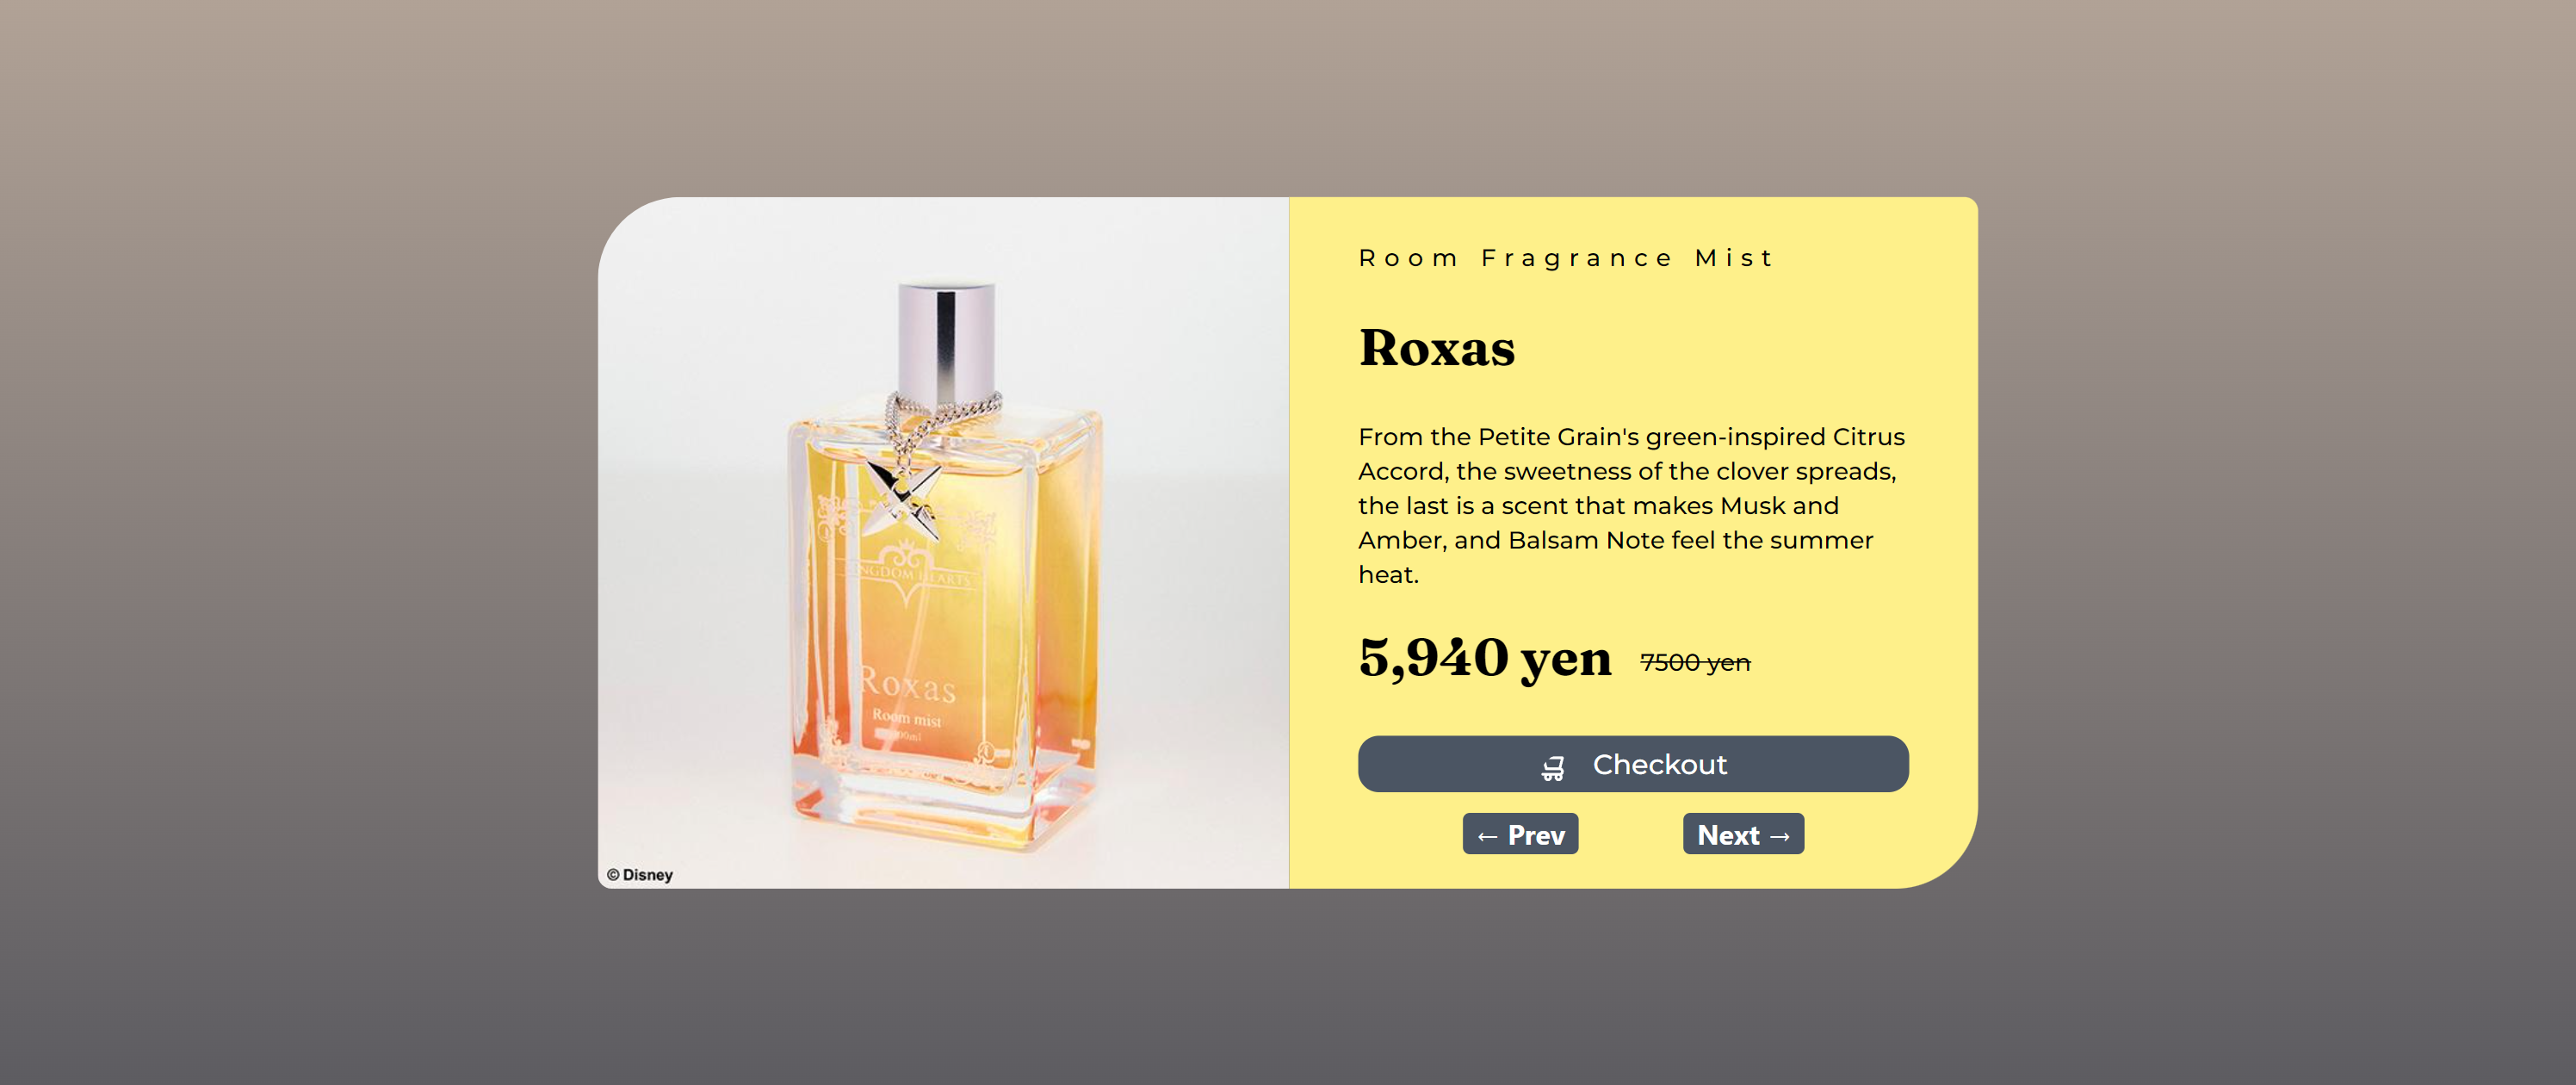 Room Fragrance Mist
Roxas
From the Petite Grain's green-inspired Citrus
Accord, the sweetness of the clover spreads,
the last is a scent that makes Musk and
Amber, and Balsam Note feel the summer
heat.
5,940 yen 7500 yen
Checkout
← Prev Next →
KINGDOM HEARTS
Roxas
Room mist
© Disney